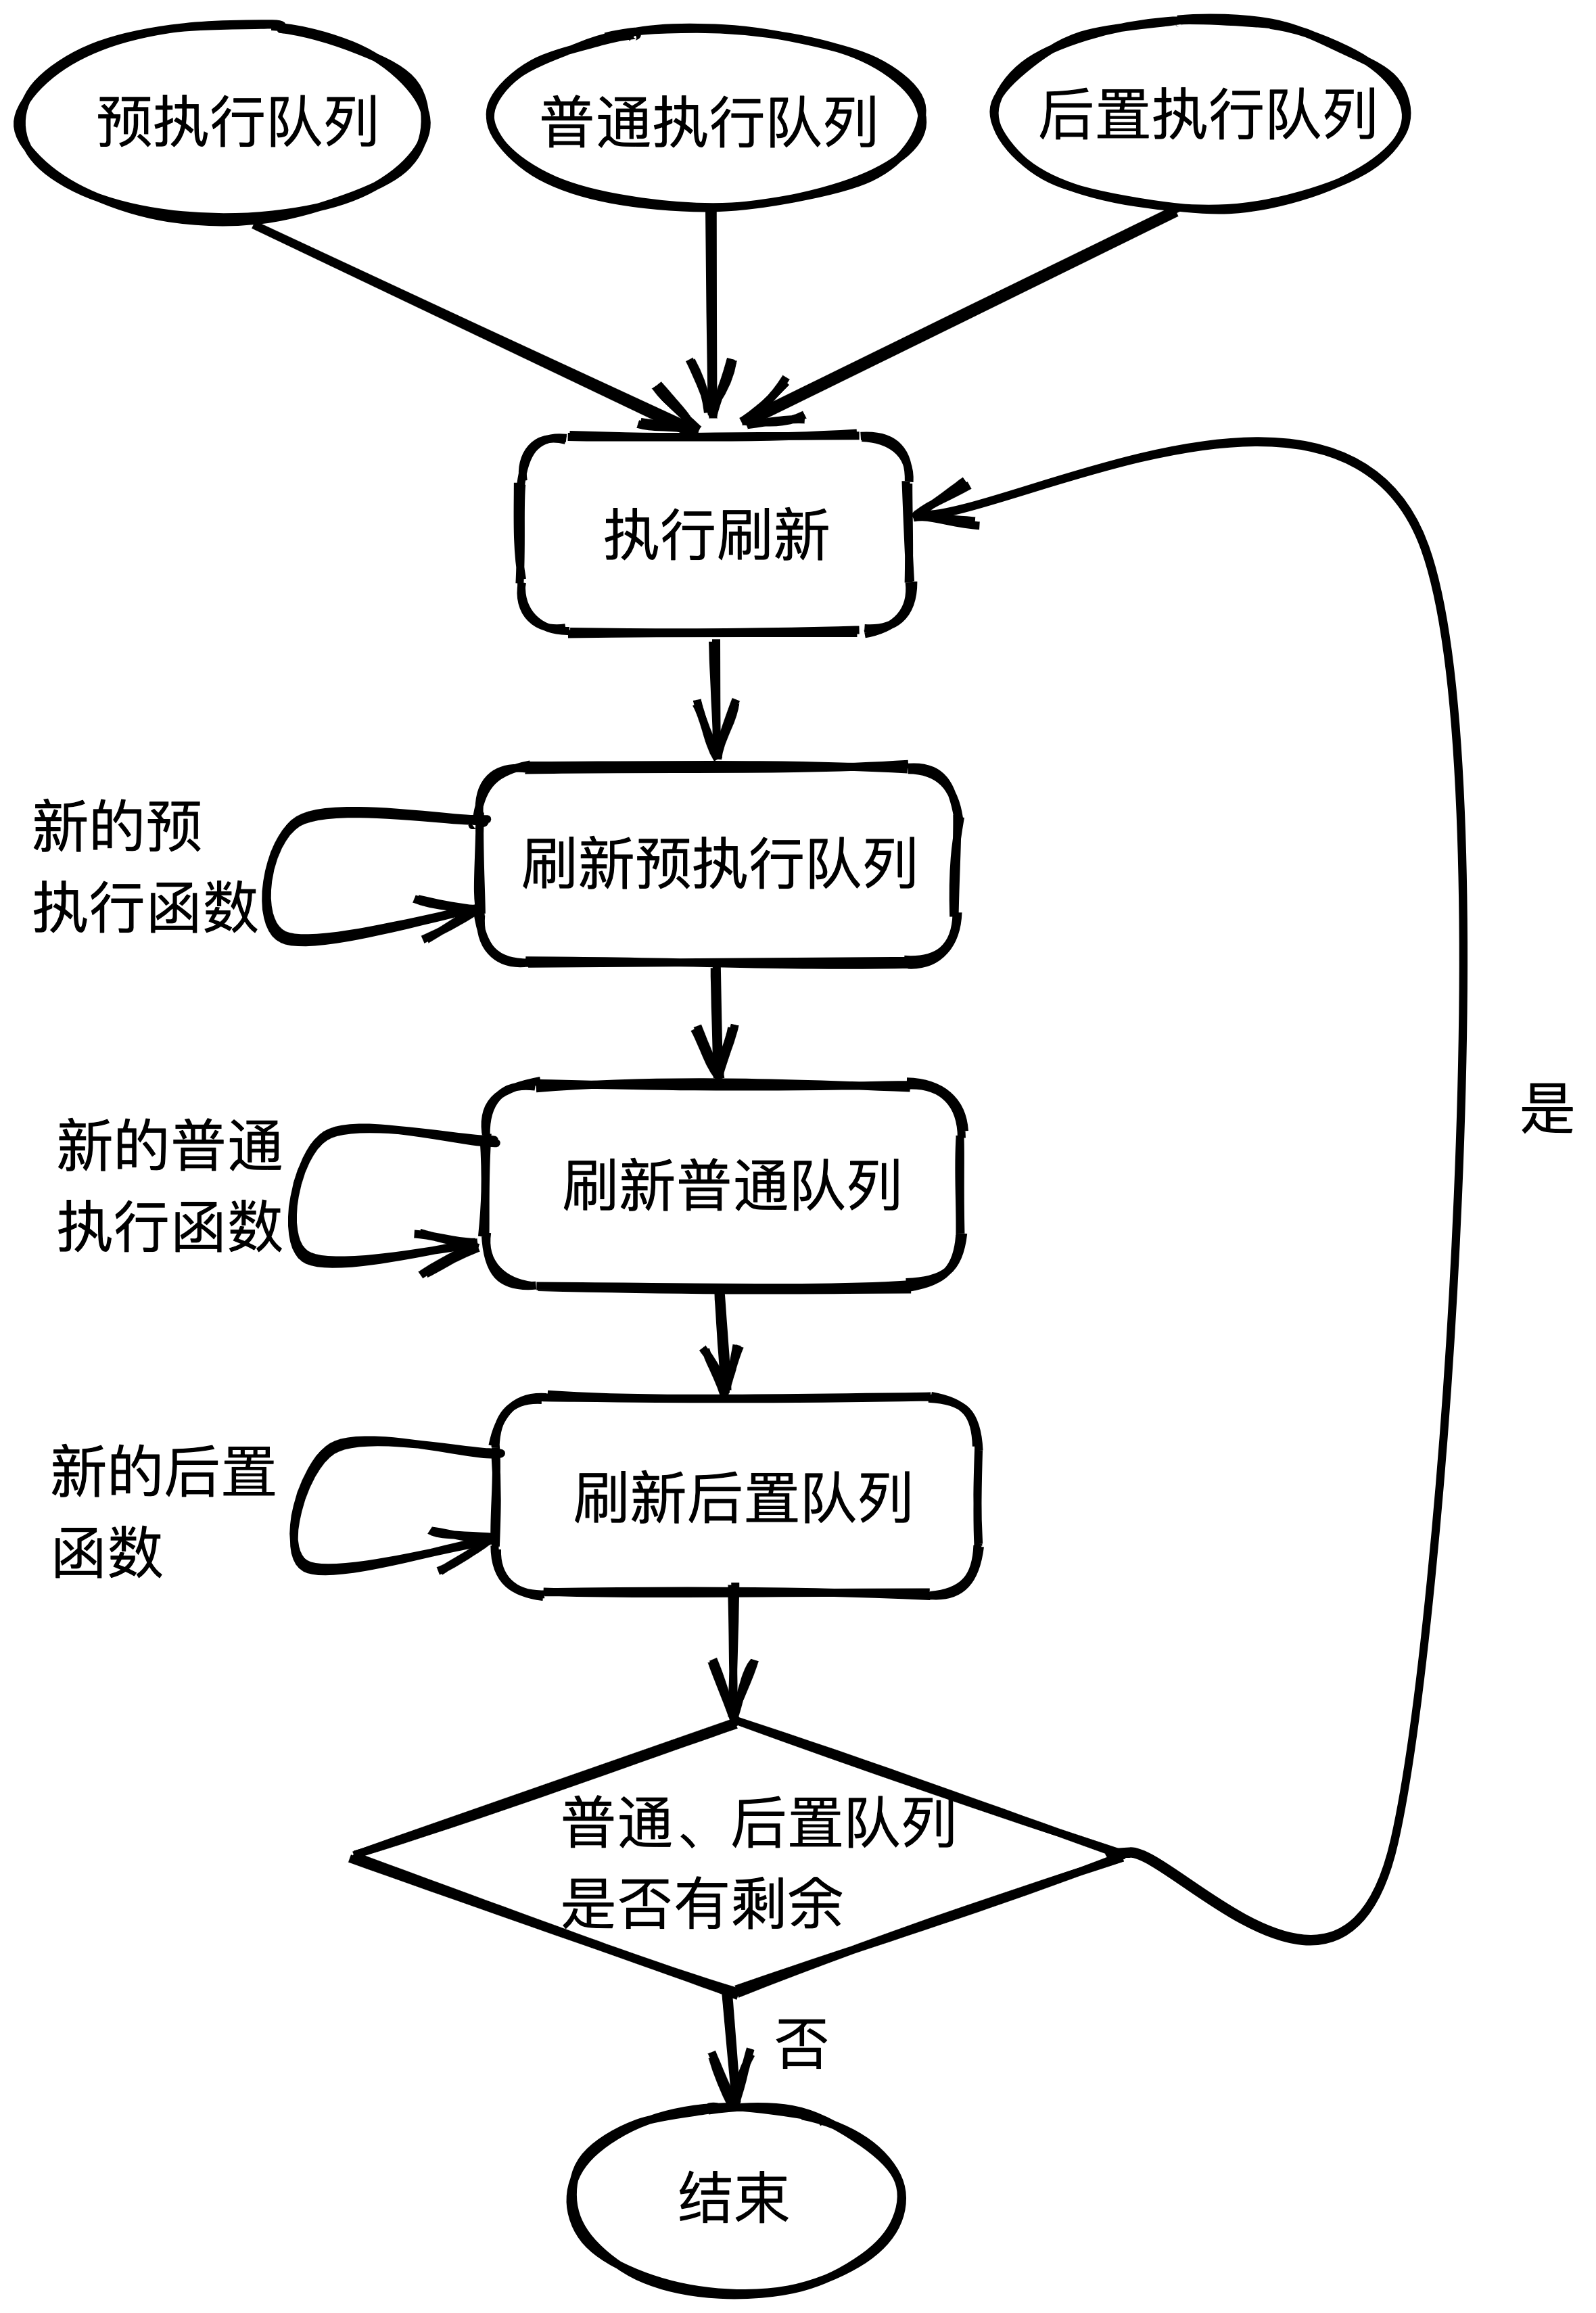 预执行队列
普通执行队列
后置执行队列
执行刷新
新的预
执行函数
刷新预执行队列
新的普通
执行函数
刷新普通队列
是
新的后置
函数
刷新后置队列
普通、后置队列
是否有剩余
否
结束